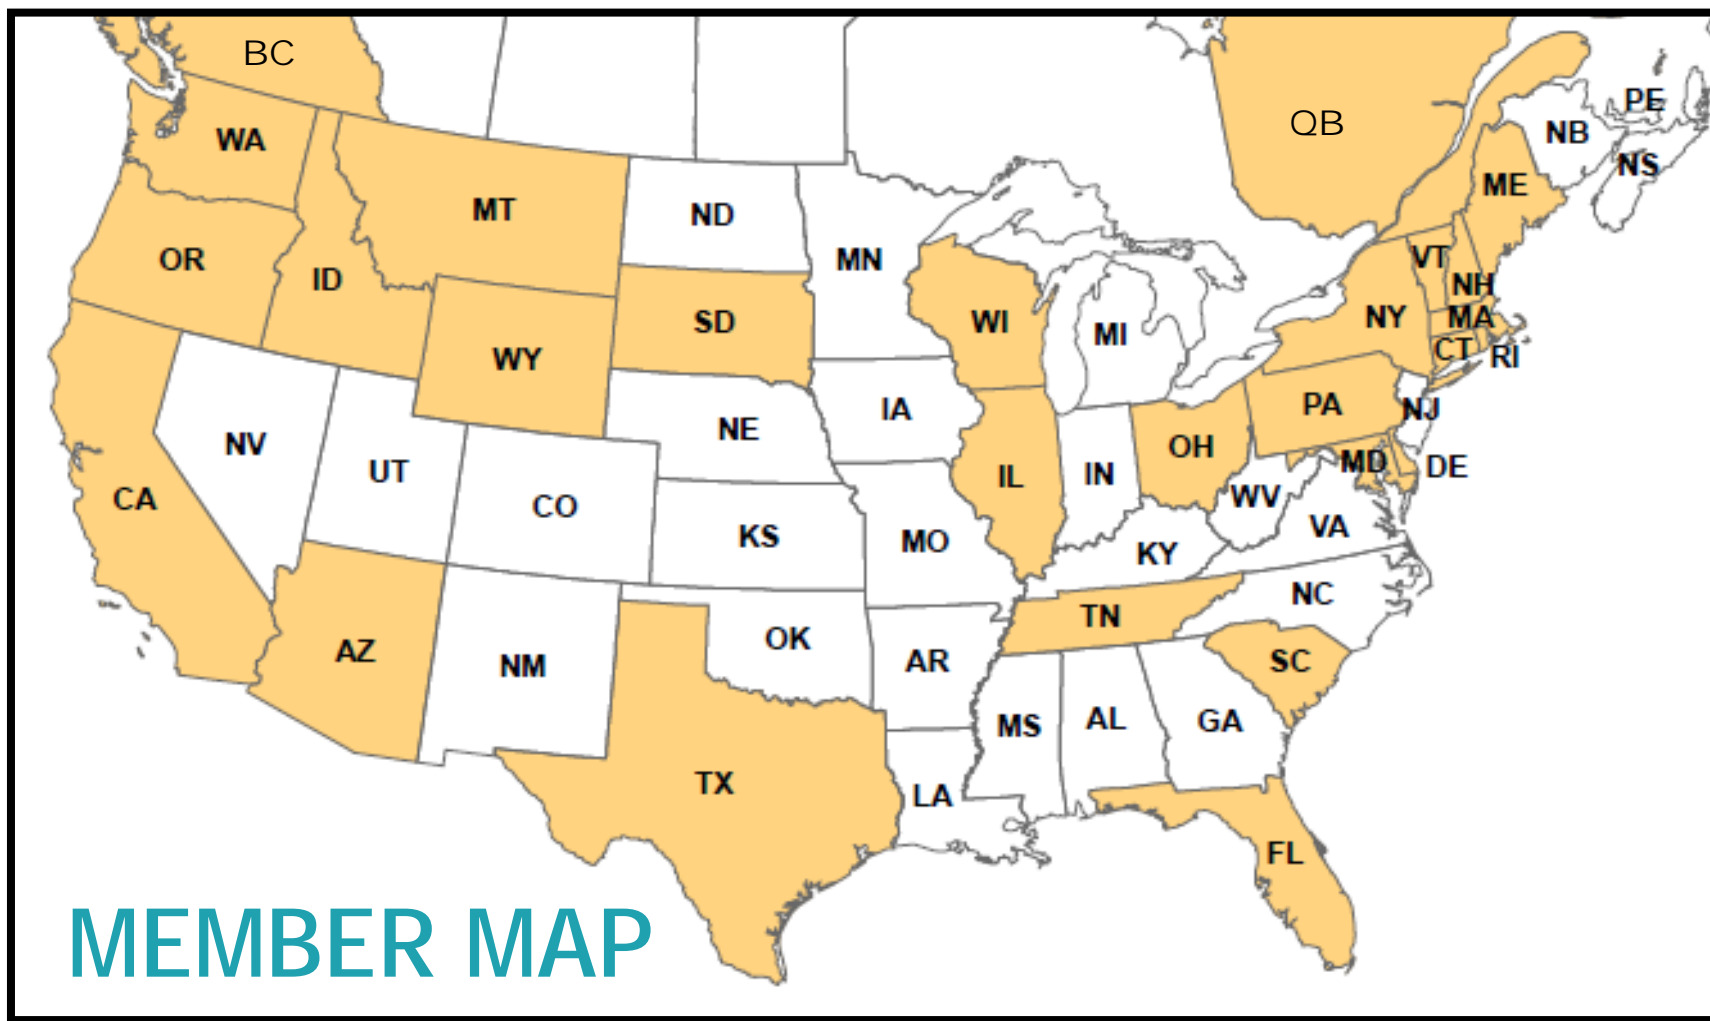 BC
QB
PE
NB
NS
WA
MT
ND
ME
OR
ID
MN
VT
NH
SD
WI
MI
NY
MA
WY
CT
RI
IA
PA
NJ
NE
NV
UT
IL
IN
OH
MD
DE
CA
CO
KS
MO
WV
VA
KY
NC
AZ
NM
OK
AR
TN
SC
TX
LA
MS
AL
GA
FL
MEMBER MAP